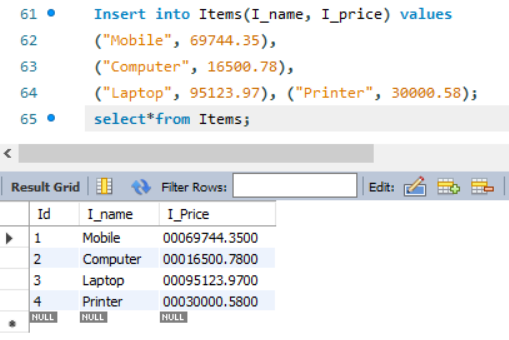 61 Insert into Items(I_name, I_price) values
62 ("Mobile", 69744.35),
63 ("Computer", 16500.78),
64 ("Laptop", 95123.97), ("Printer", 30000.58);
65 select*from Items;
Result Grid Filter Rows: Edit:
Id I_name I_Price
1 Mobile 00069744.3500
2 Computer 00016500.7800
3 Laptop 00095123.9700
4 Printer 00030000.5800
NULL NULL NULL